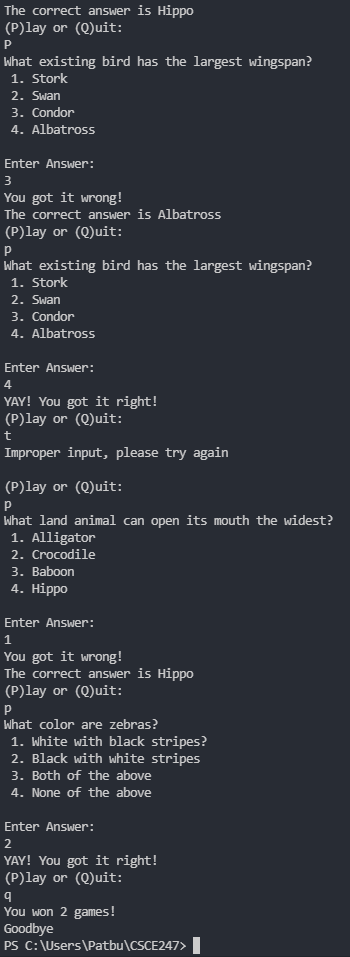 The correct answer is Hippo
(P)lay or (Q)uit:
P
What existing bird has the largest wingspan?
1. Stork
2. Swan
3. Condor
4. Albatross
Enter Answer:
3
You got it wrong!
The correct answer is Albatross
(P)lay or (Q)uit:
p
What existing bird has the largest wingspan?
1. Stork
2. Swan
3. Condor
4. Albatross
Enter Answer:
4
YAY! You got it right!
(P)lay or (Q)uit:
t
Improper input, please try again
(P)lay or (Q)uit:
p
What land animal can open its mouth the widest?
1. Alligator
2. Crocodile
3. Baboon
4. Hippo
Enter Answer:
1
You got it wrong!
The correct answer is Hippo
(P)lay or (Q)uit:
p
What color are zebras?
1. White with black stripes?
2. Black with white stripes
3. Both of the above
4. None of the above
Enter Answer:
2
YAY! You got it right!
(P)lay or (Q)uit:
q
You won 2 games!
Goodbye
PS C:\Users\Patbu\CSCE247>